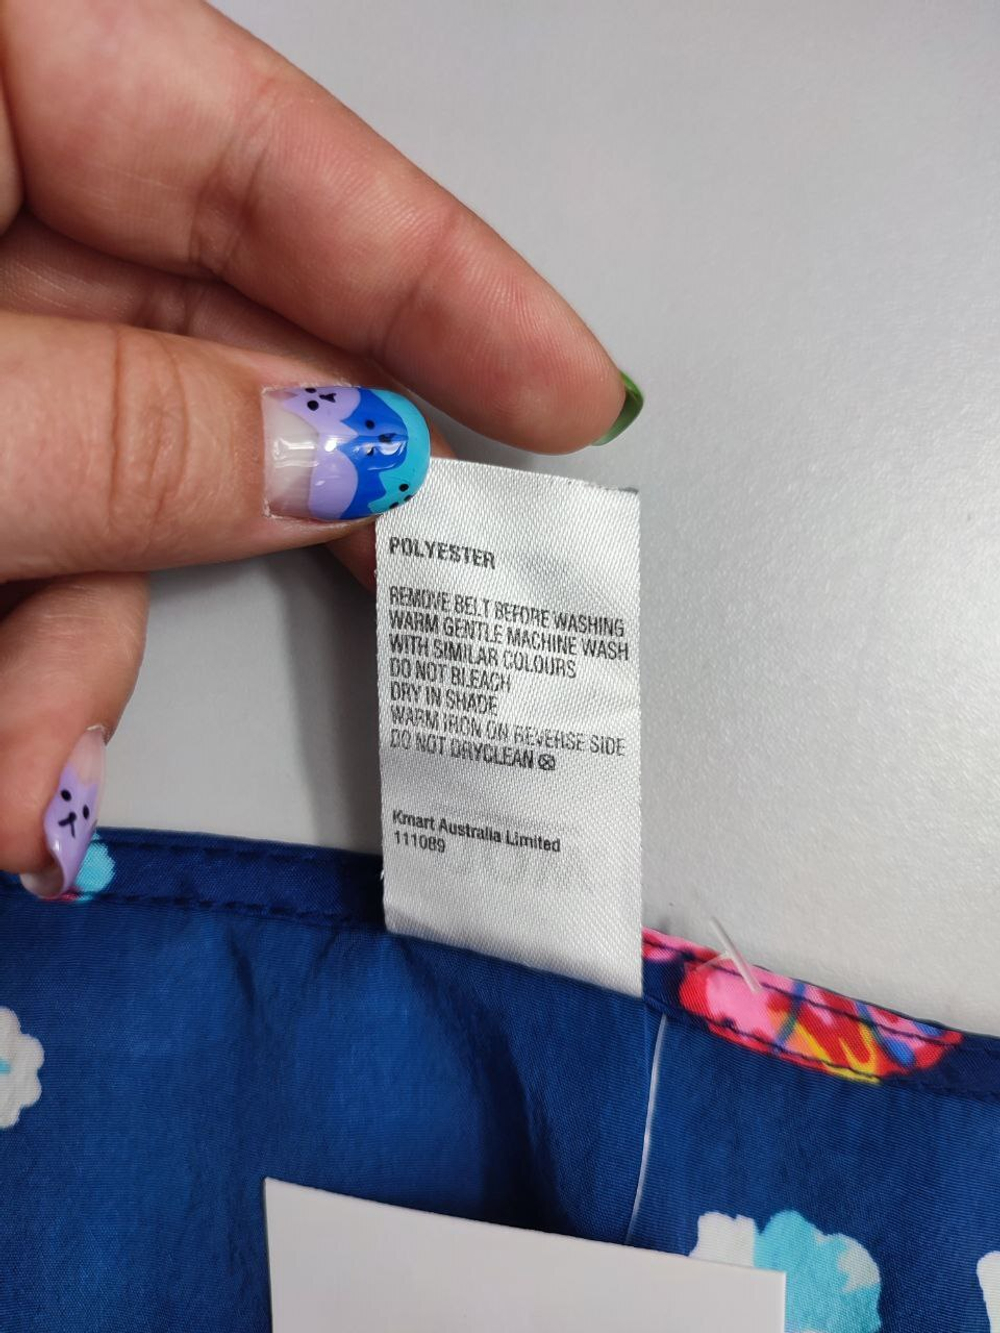 POLYESTER
REMOVE BELT BEFORE WASHING
WARM GENTLE MACHINE WASH
WITH SIMILAR COLOURS
DO NOT BLEACH
DRY IN SHADE
WARM IRON ON REVERSE SIDE
DO NOT DRYCLEAN
Kmart Australia Limited
111089